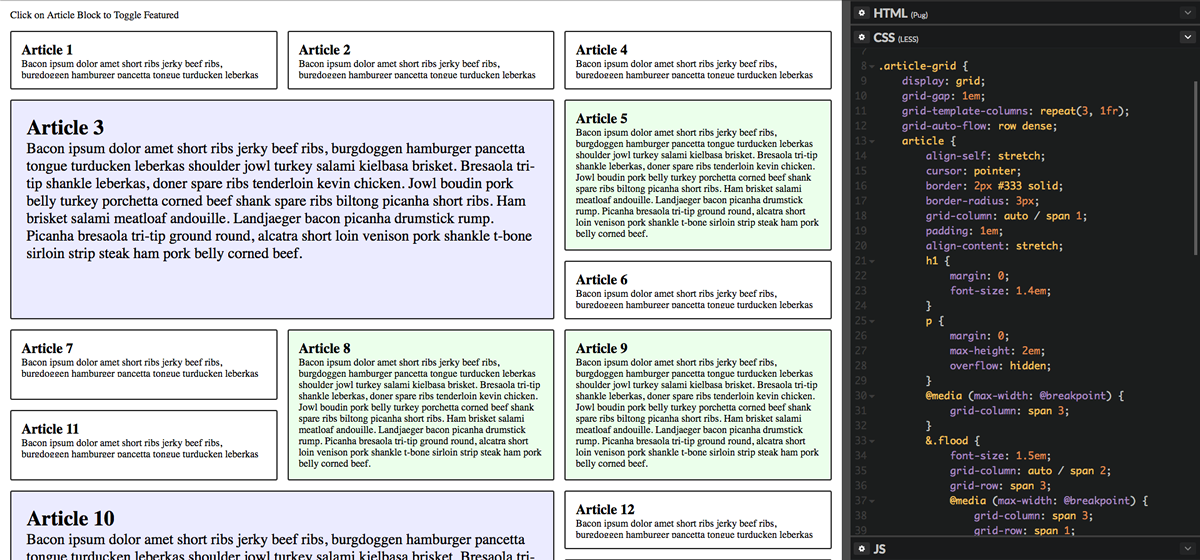 Click on Article Block to Toggle Featured
Article 1
Bacon ipsum dolor amet short ribs jerky beef ribs,
burgdoggen hamburger pancetta tongue turducken leberkas
Article 2
Bacon ipsum dolor amet short ribs jerky beef ribs,
burgdoggen hamburger pancetta tongue turducken leberkas
Article 4
Bacon ipsum dolor amet short ribs jerky beef ribs,
burgdoggen hamburger pancetta tongue turducken leberkas
Article 3
Bacon ipsum dolor amet short ribs jerky beef ribs, burgdoggen hamburger pancetta
tongue turducken leberkas shoulder jowl turkey salami kielbasa brisket. Bresaola tri-
tip shankle leberkas, doner spare ribs tenderloin kevin chicken. Jowl boudin pork
belly turkey porchetta corned beef shank spare ribs biltong picanha short ribs. Ham
brisket salami meatloaf andouille. Landjaeger bacon picanha drumstick rump.
Picanha bresaola tri-tip ground round, alcatra short loin venison pork shankle t-bone
sirloin strip steak ham pork belly corned beef.
Article 5
Bacon ipsum dolor amet short ribs jerky beef ribs,
burgdoggen hamburger pancetta tongue turducken leberkas
shoulder jowl turkey salami kielbasa brisket. Bresaola tri-tip
shankle leberkas, doner spare ribs tenderloin kevin chicken.
Jowl boudin pork belly turkey porchetta corned beef shank
spare ribs biltong picanha short ribs. Ham brisket salami
meatloaf andouille. Landjaeger bacon picanha drumstick
rump. Picanha bresaola tri-tip ground round, alcatra short
loin venison pork shankle t-bone sirloin strip steak ham pork
belly corned beef.
Article 6
Bacon ipsum dolor amet short ribs jerky beef ribs,
burgdoggen hamburger pancetta tongue turducken leberkas
Article 7
Bacon ipsum dolor amet short ribs jerky beef ribs,
burgdoggen hamburger pancetta tongue turducken leberkas
Article 8
Bacon ipsum dolor amet short ribs jerky beef ribs,
burgdoggen hamburger pancetta tongue turducken leberkas
shoulder jowl turkey salami kielbasa brisket. Bresaola tri-tip
shankle leberkas, doner spare ribs tenderloin kevin chicken.
Jowl boudin pork belly turkey porchetta corned beef shank
spare ribs biltong picanha short ribs. Ham brisket salami
meatloaf andouille. Landjaeger bacon picanha drumstick
rump. Picanha bresaola tri-tip ground round, alcatra short
loin venison pork shankle t-bone sirloin strip steak ham pork
belly corned beef.
Article 9
Bacon ipsum dolor amet short ribs jerky beef ribs,
burgdoggen hamburger pancetta tongue turducken leberkas
shoulder jowl turkey salami kielbasa brisket. Bresaola tri-tip
shankle leberkas, doner spare ribs tenderloin kevin chicken.
Jowl boudin pork belly turkey porchetta corned beef shank
spare ribs biltong picanha short ribs. Ham brisket salami
meatloaf andouille. Landjaeger bacon picanha drumstick
rump. Picanha bresaola tri-tip ground round, alcatra short
loin venison pork shankle t-bone sirloin strip steak ham pork
belly corned beef.
Article 11
Bacon ipsum dolor amet short ribs jerky beef ribs,
burgdoggen hamburger pancetta tongue turducken leberkas
Article 10
Bacon ipsum dolor amet short ribs jerky beef ribs, burgdoggen hamburger pancetta
tongue turducken leberkas shoulder jowl turkey salami kielbasa brisket. Bresaola tri-
Article 12
Bacon ipsum dolor amet short ribs jerky beef ribs,
burgdoggen hamburger pancetta tongue turducken leberkas
HTML (Pug)
CSS (LESS)
7
8 .article-grid {
9 display: grid;
10 grid-gap: 1em;
11 grid-template-columns: repeat(3, 1fr);
12 grid-auto-flow: row dense;
13 article {
14 align-self: stretch;
15 cursor: pointer;
16 border: 2px #333 solid;
17 border-radius: 3px;
18 grid-column: auto / span 1;
19 padding: 1em;
20 align-content: stretch;
21 h1 {
22 margin: 0;
23 font-size: 1.4em;
24 }
25 p {
26 margin: 0;
27 max-height: 2em;
28 overflow: hidden;
29 }
30 @media (max-width: @breakpoint) {
31 grid-column: span 3;
32 }
33 &.flood {
34 font-size: 1.5em;
35 grid-column: auto / span 2;
36 grid-row: span 3;
37 @media (max-width: @breakpoint) {
38 grid-column: span 3;
39 grid-row: span 1;
JS